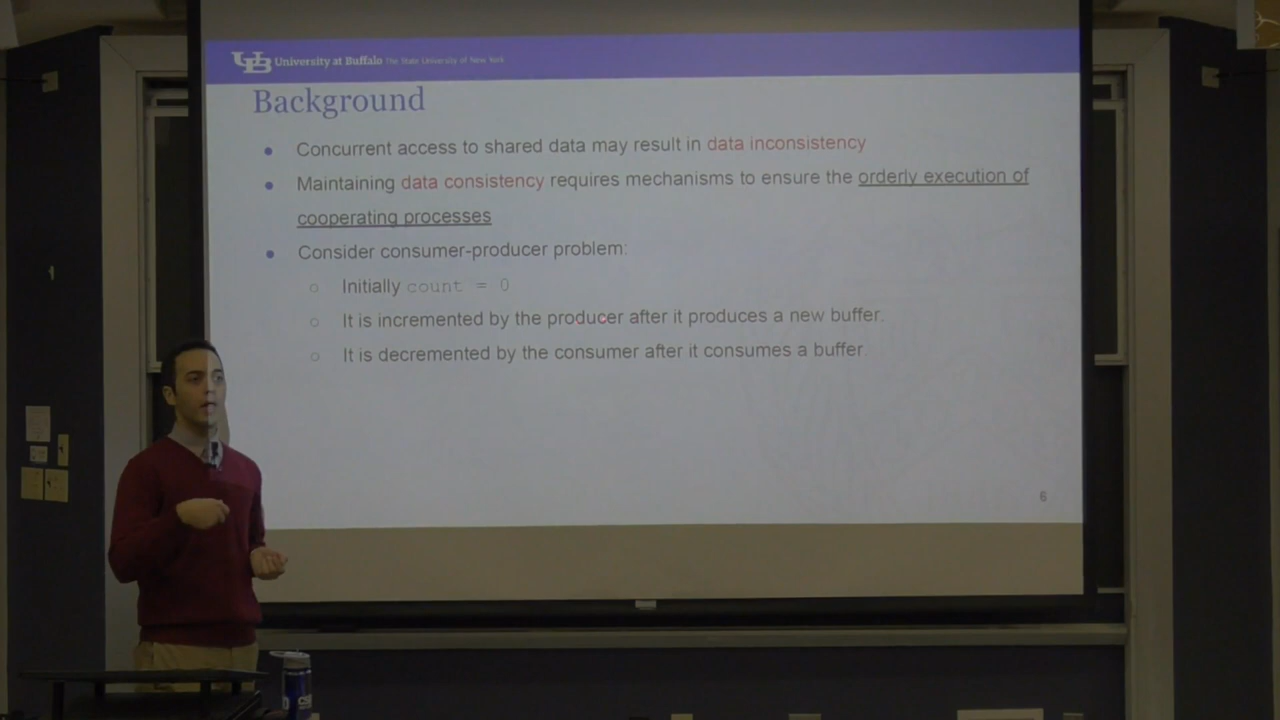 UB University at Buffalo The State University of New York
Background
● Concurrent access to shared data may result in data inconsistency
● Maintaining data consistency requires mechanisms to ensure the orderly execution of
cooperating processes
● Consider consumer-producer problem:
○ Initially count = 0
○ It is incremented by the producer after it produces a new buffer.
○ It is decremented by the consumer after it consumes a buffer.
6